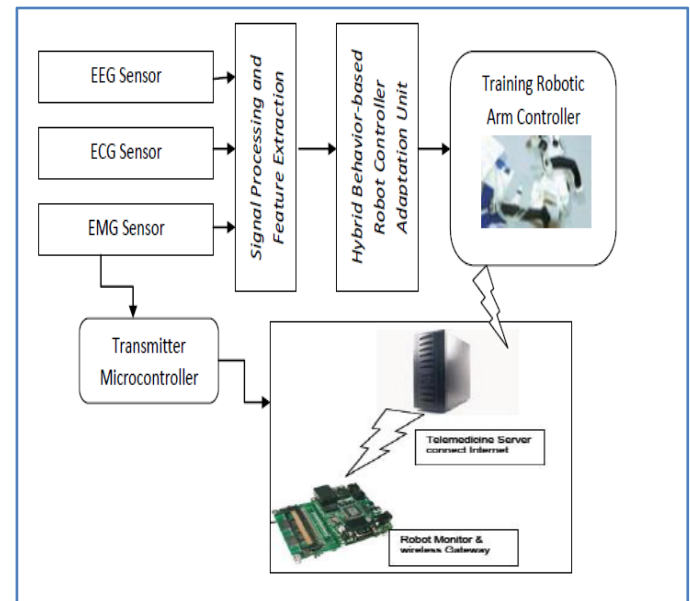 EEG Sensor
ECG Sensor
EMG Sensor
Signal Processing and
Feature Extraction
Hybrid Behavior-based
Robot Controller
Adaptation Unit
Training Robotic
Arm Controller
Transmitter
Microcontroller
Telemedicine Server
connect Internet
Robot Monitor &
wireless Gateway